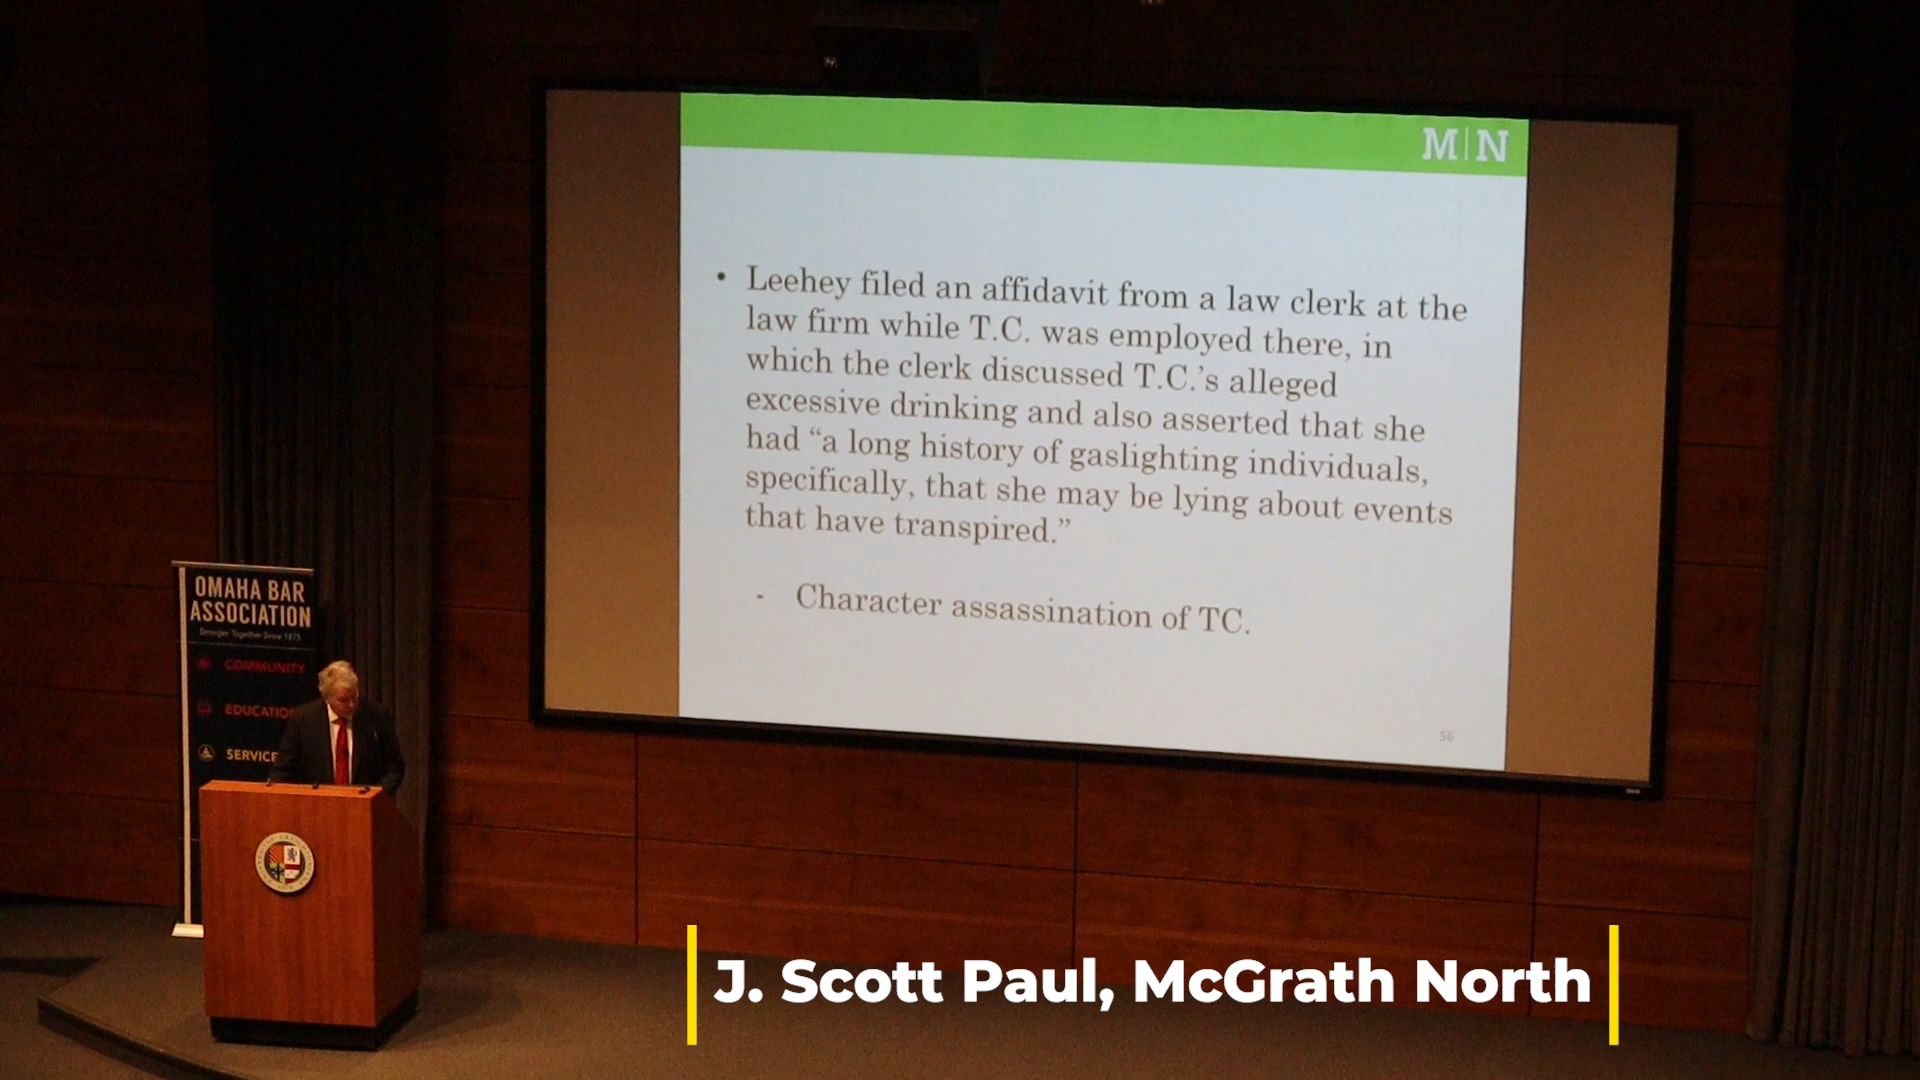 M|N
• Leehey filed an affidavit from a law clerk at the
law firm while T.C. was employed there, in
which the clerk discussed T.C.’s alleged
excessive drinking and also asserted that she
had “a long history of gaslighting individuals,
specifically, that she may be lying about events
that have transpired.”
- Character assassination of TC.
56
OMAHA BAR
ASSOCIATION
Stronger Together Since 1875
COMMUNITY
EDUCATIO
SERVICE
J. Scott Paul, McGrath North